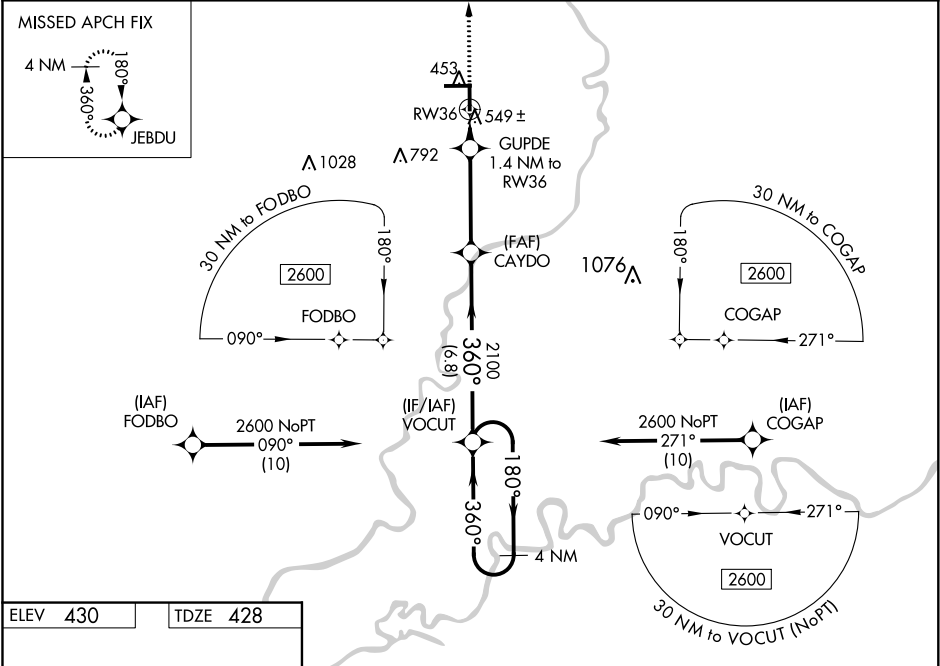 MISSED APCH FIX
4 NM
180°
360°
JEBDU
453
RW36
549 ±
GUPDE
1.4 NM to
RW36
1028
792
30 NM to FODBO
180°
2600
FODBO
090°
(FAF)
CAYDO
1076
30 NM to COGAP
180°
2600
COGAP
271°
2100
360°
(6.8)
(IAF)
FODBO
2600 NoPT
090°
(10)
(IF/IAF)
VOCUT
2600 NoPT
271°
(10)
(IAF)
COGAP
180°
360°
4 NM
090°
271°
VOCUT
2600
30 NM to VOCUT (NoPT)
ELEV 430
TDZE 428